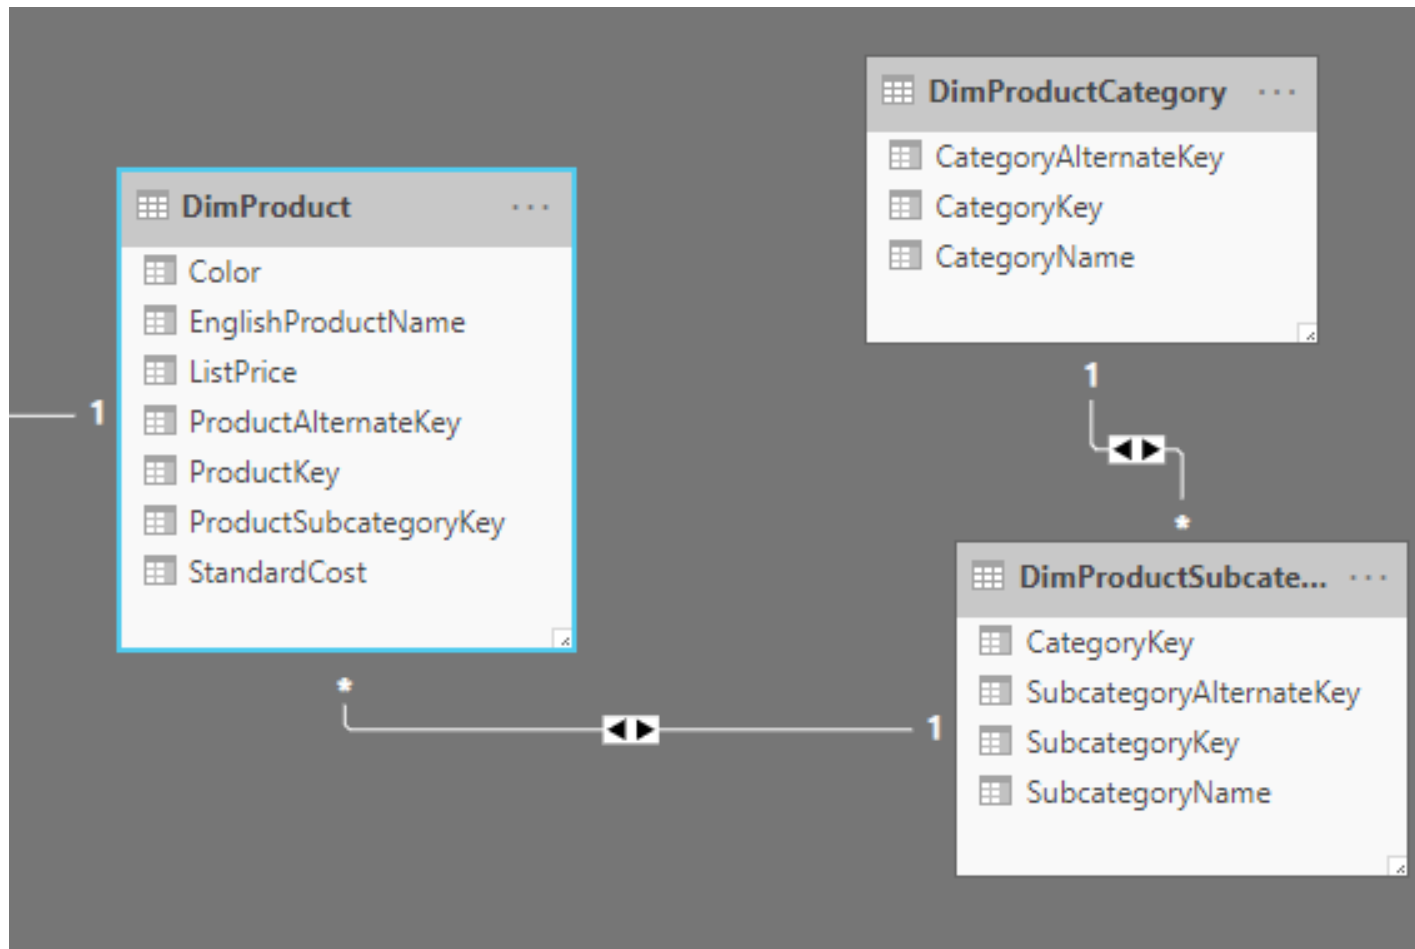 DimProductCategory ...
CategoryAlternateKey
CategoryKey
CategoryName
DimProduct ...
Color
EnglishProductName
ListPrice
ProductAlternateKey
ProductKey
ProductSubcategoryKey
StandardCost
1
1
*
DimProductSubcate... ...
CategoryKey
SubcategoryAlternateKey
SubcategoryKey
SubcategoryName
*
1